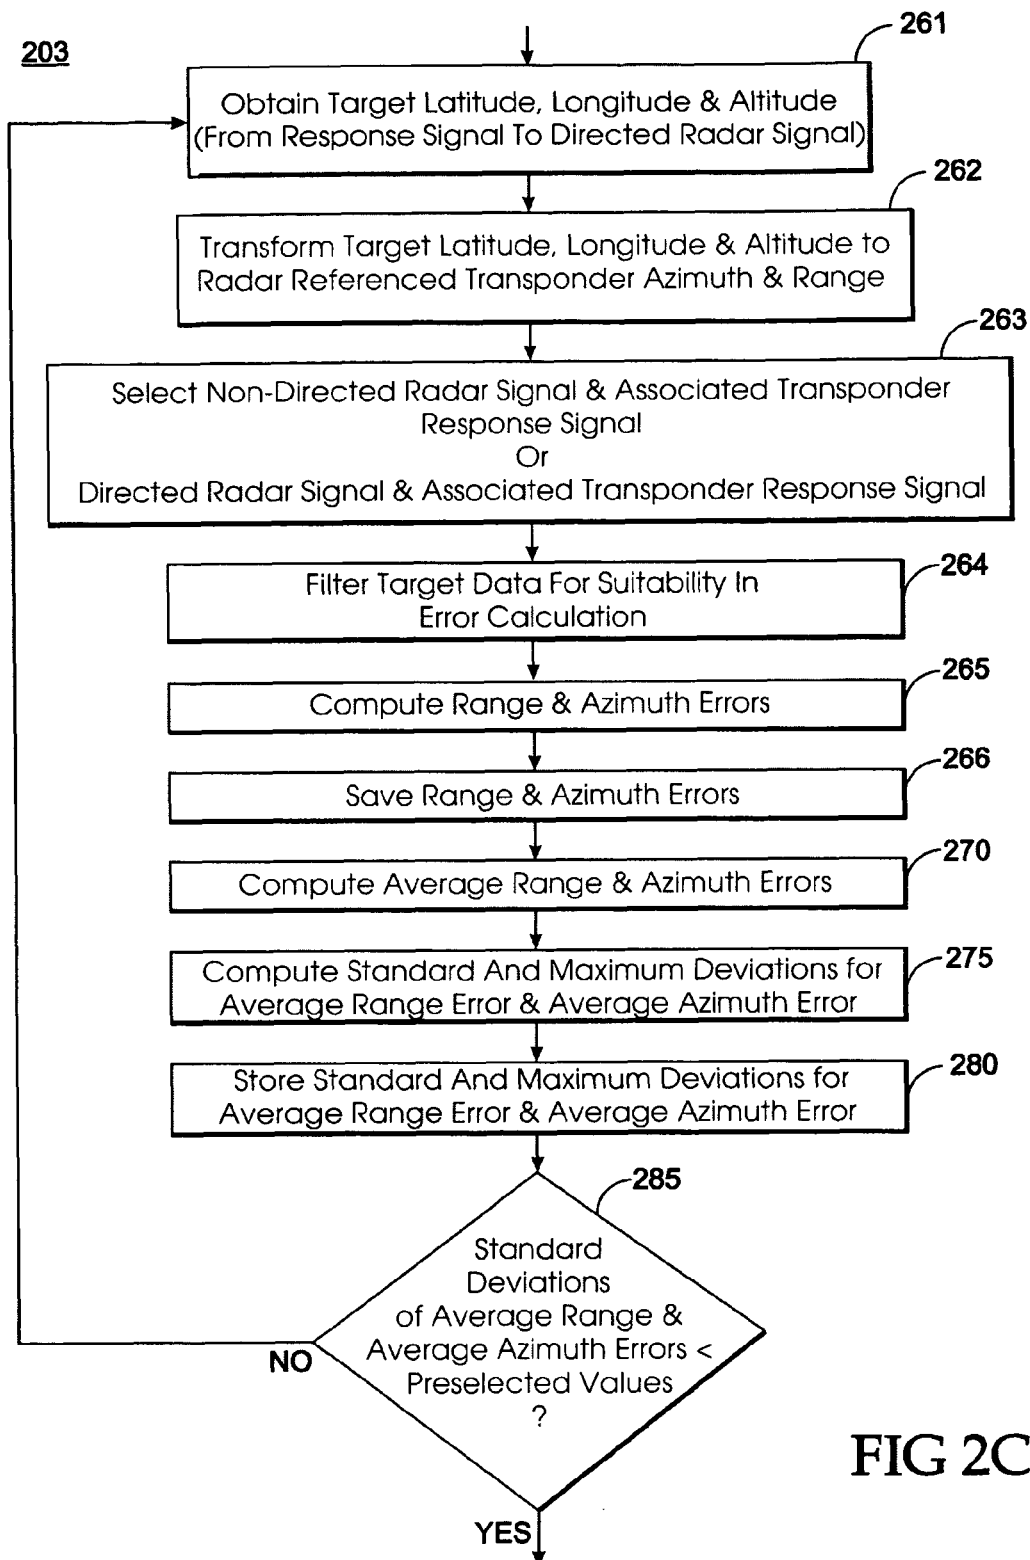 203
261
Obtain Target Latitude, Longitude & Altitude
(From Response Signal To Directed Radar Signal)
262
Transform Target Latitude, Longitude & Altitude to
Radar Referenced Transponder Azimuth & Range
263
Select Non-Directed Radar Signal & Associated Transponder
Response Signal
Or
Directed Radar Signal & Associated Transponder Response Signal
264
Filter Target Data For Suitability In
Error Calculation
265
Compute Range & Azimuth Errors
266
Save Range & Azimuth Errors
270
Compute Average Range & Azimuth Errors
275
Compute Standard And Maximum Deviations for
Average Range Error & Average Azimuth Error
280
Store Standard And Maximum Deviations for
Average Range Error & Average Azimuth Error
285
Standard
Deviations
of Average Range &
Average Azimuth Errors <
Preselected Values
?
NO
YES
FIG 2C